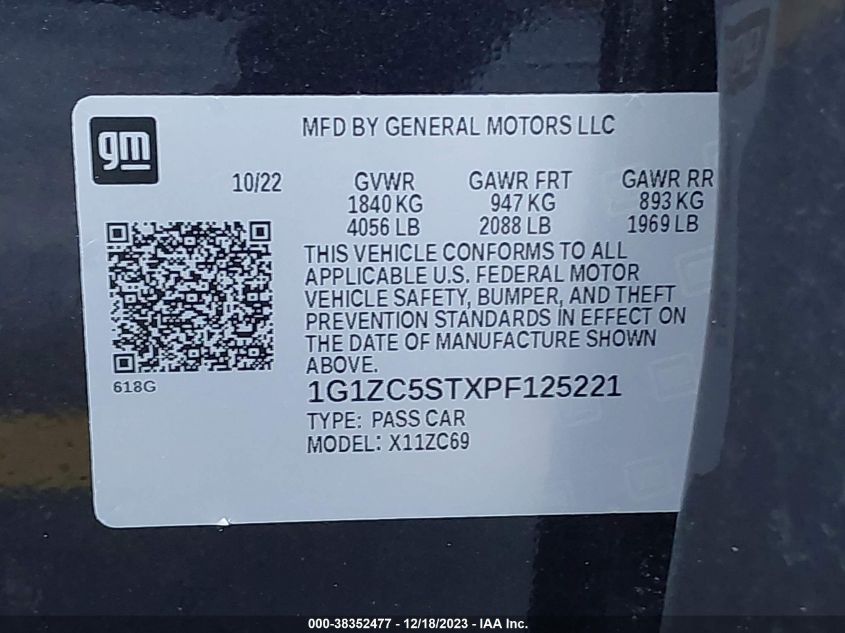 gm
MFD BY GENERAL MOTORS LLC
10/22 GVWR GAWR FRT GAWR RR
1840 KG 947 KG 893 KG
4056 LB 2088 LB 1969 LB
THIS VEHICLE CONFORMS TO ALL
APPLICABLE U.S. FEDERAL MOTOR
VEHICLE SAFETY, BUMPER, AND THEFT
PREVENTION STANDARDS IN EFFECT ON
THE DATE OF MANUFACTURE SHOWN
ABOVE.
618G
1G1ZC5STXPF125221
TYPE: PASS CAR
MODEL: X11ZC69
000-38352477 - 12/18/2023 - IAA Inc.